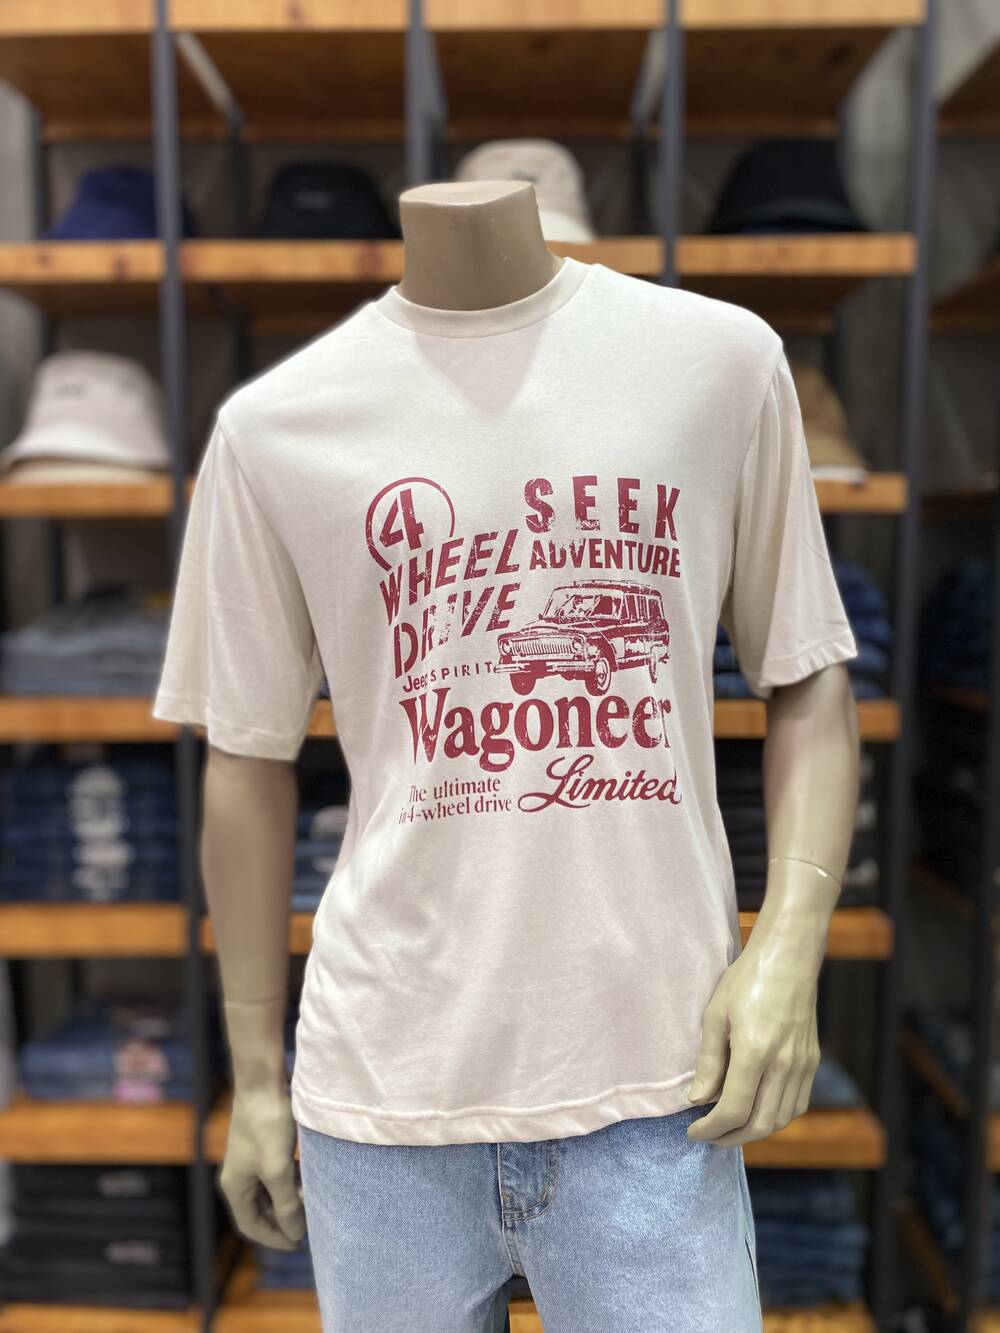 4
WHEEL
DRIVE
SEEK
ADVENTURE
Jeep SPIRIT
Wagoneer
The ultimate
in 4-wheel drive
Limited